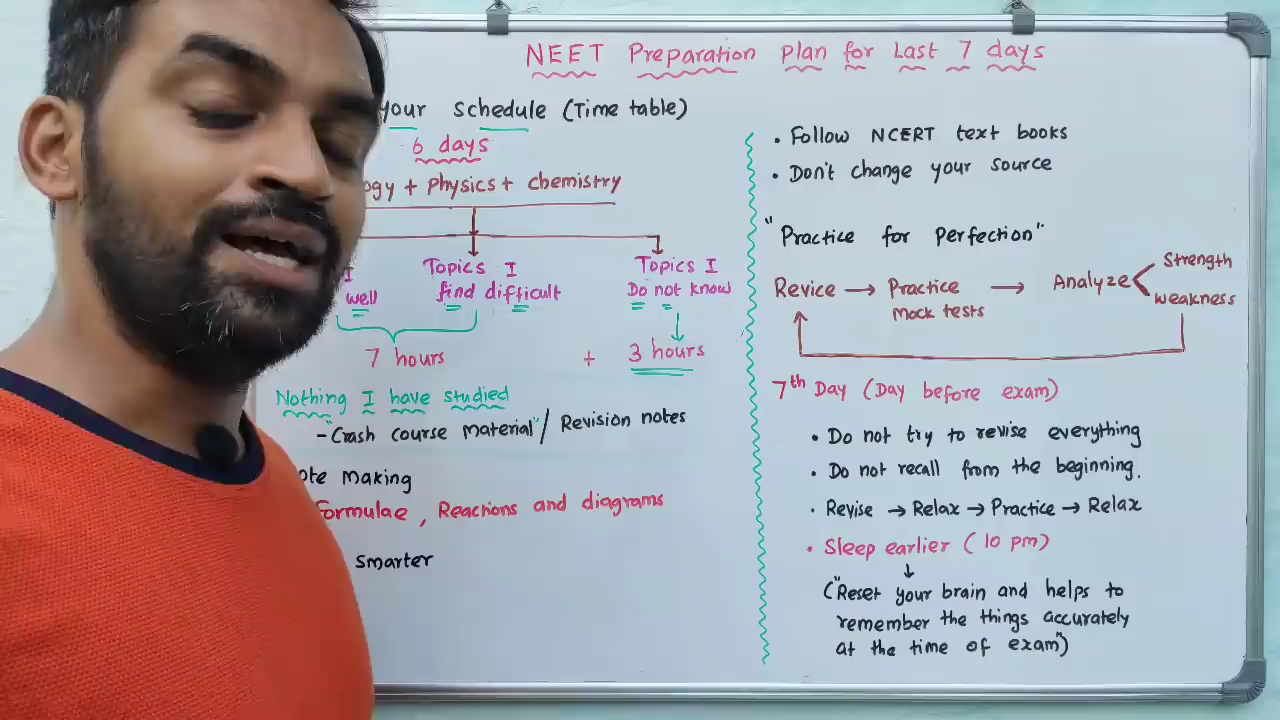 NEET Preparation Plan for Last 7 days
your schedule (Time table)
6 days
+ Physics + chemistry
I well
Topics I
find difficult
Topics I
Do not know
7 hours + 3 hours
Nothing I have studied
- "Crash course material" / Revision notes
making
Formulae, Reactions and diagrams
smarter
• Follow NCERT text books
• Don't change your source
"Practice for perfection"
Revice → Practice Mock tests → Analyze < Strength weakness
7th Day (Day before exam)
• Do not try to revise everything
• Do not recall from the beginning.
• Revise → Relax → Practice → Relax
• Sleep earlier (10 pm)
↓
("Reset your brain and helps to
remember the things accurately
at the time of exam")